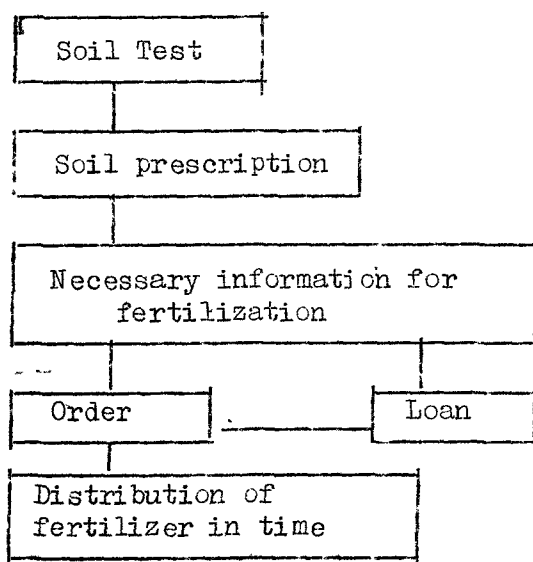 Soil Test
Soil prescription
Necessary information for
fertilization
Order
Loan
Distribution of
fertilizer in time